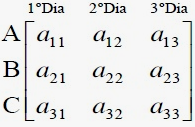 1°Dia 2°Dia 3°Dia
A a₁₁ a₁₂ a₁₃
B a₂₁ a₂₂ a₂₃
C a₃₁ a₃₂ a₃₃